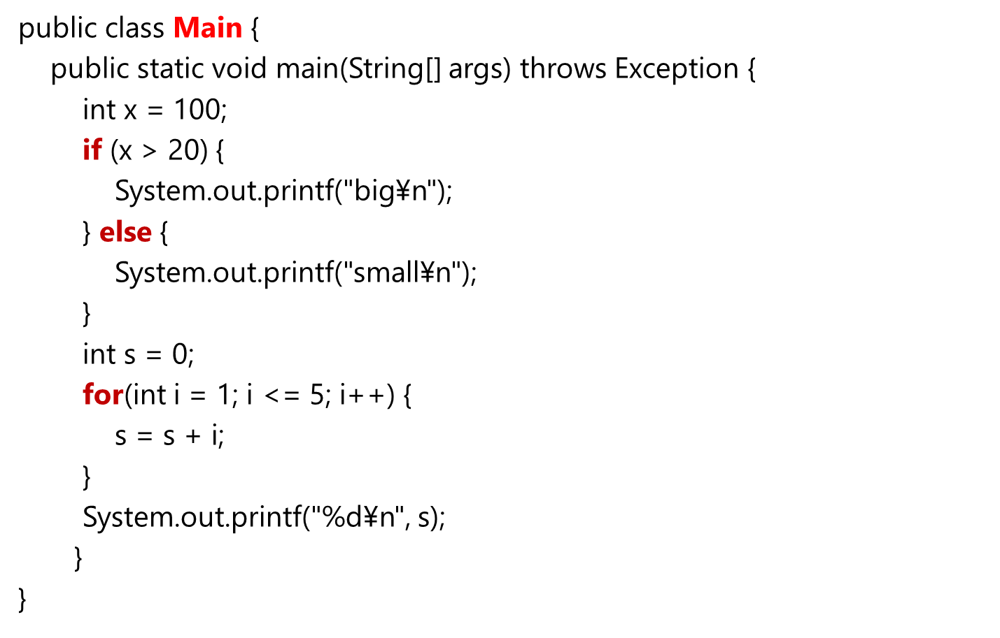 public class Main {
public static void main(String[] args) throws Exception {
int x = 100;
if (x > 20) {
System.out.printf("big¥n");
} else {
System.out.printf("small¥n");
}
int s = 0;
for(int i = 1; i <= 5; i++) {
s = s + i;
}
System.out.printf("%d¥n", s);
}
}